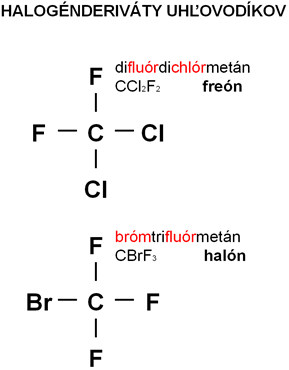 HALOGÉNDERIVÁTY UHĽOVODÍKOV
difluórdichlórmetán
CCl₂F₂ freón
F
F — C — Cl
Cl
brómtrifluórmetán
CBrF₃ halón
F
Br — C — F
F